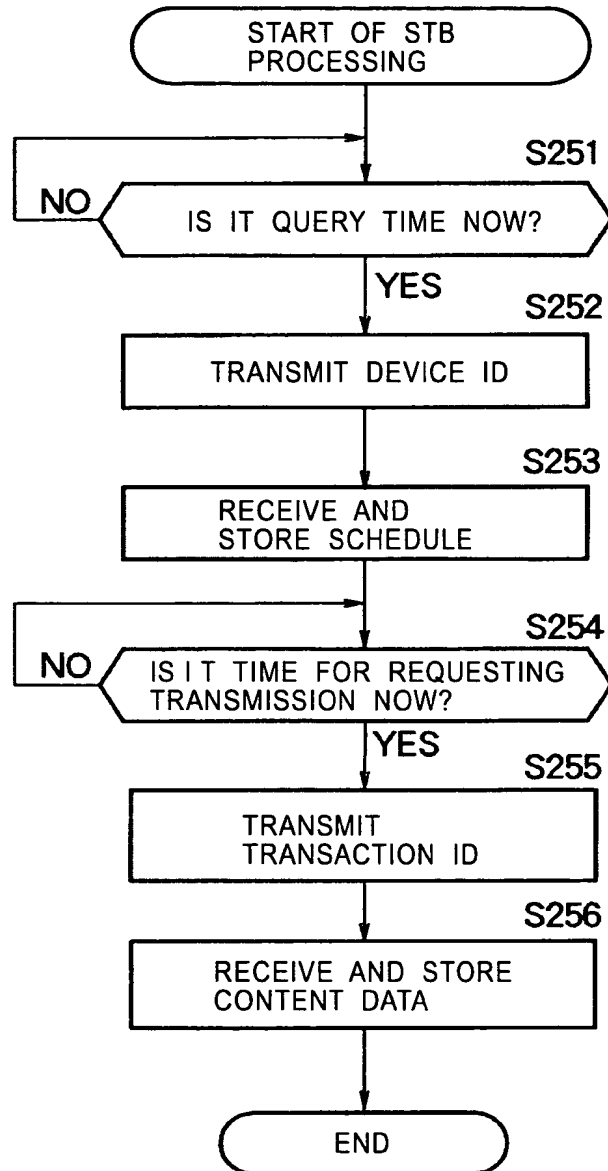 START OF STB
PROCESSING
S251
NO
IS IT QUERY TIME NOW?
YES
S252
TRANSMIT DEVICE ID
S253
RECEIVE AND
STORE SCHEDULE
S254
NO
IS IT TIME FOR REQUESTING
TRANSMISSION NOW?
YES
S255
TRANSMIT
TRANSACTION ID
S256
RECEIVE AND STORE
CONTENT DATA
END